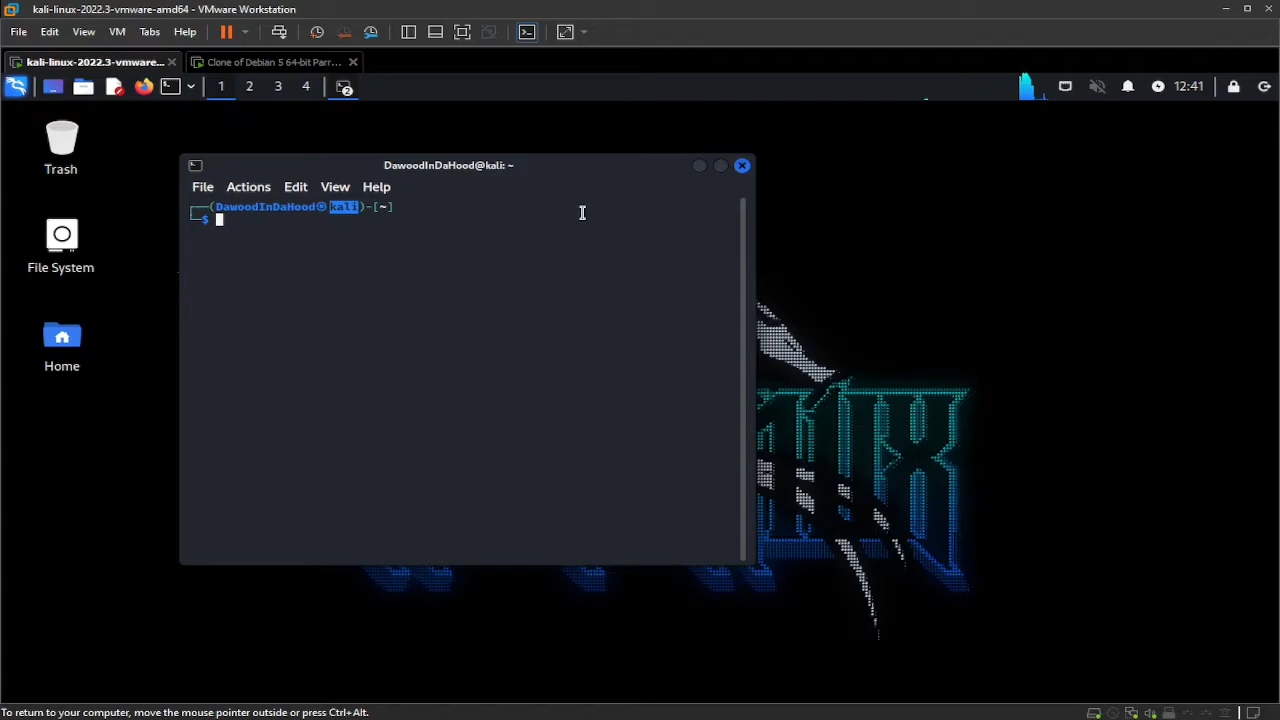 kali-linux-2022.3-vmware-amd64 - VMware Workstation
File Edit View VM Tabs Help
kali-linux-2022.3-vmware... Clone of Debian 5 64-bit Parr...
1 2 3 4 2 12:41
Trash
File System
Home
DawoodInDaHood@kali: ~
File Actions Edit View Help
┌──(DawoodInDaHood㉿kali)-[~]
└─$
To return to your computer, move the mouse pointer outside or press Ctrl+Alt.